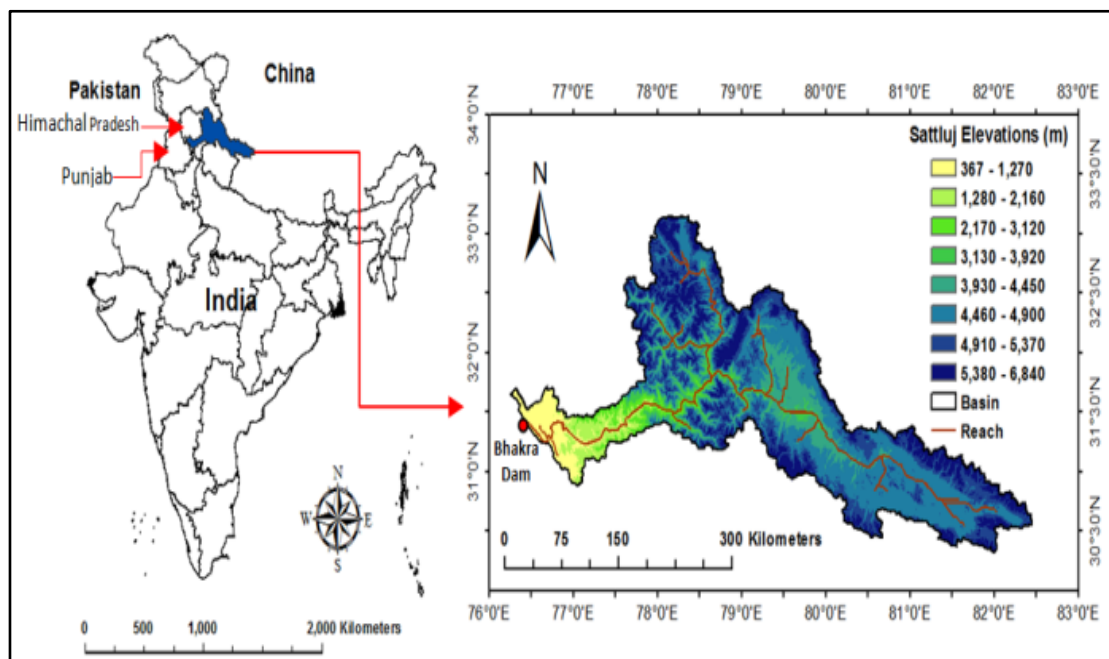 China
Pakistan
Himachal Pradesh
Punjab
India
N
W E
S
0 500 1,000 2,000 Kilometers
76°0'E 77°0'E 78°0'E 79°0'E 80°0'E 81°0'E 82°0'E 83°0'E
34°0'N
33°0'N
32°0'N
31°0'N
N
Sattluj Elevations (m)
367 - 1,270
1,280 - 2,160
2,170 - 3,120
3,130 - 3,920
3,930 - 4,450
4,460 - 4,900
4,910 - 5,370
5,380 - 6,840
Basin
Reach
33°30'N
32°30'N
31°30'N
30°30'N
Bhakra
Dam
0 75 150 300 Kilometers
76°0'E 77°0'E 78°0'E 79°0'E 80°0'E 81°0'E 82°0'E 83°0'E